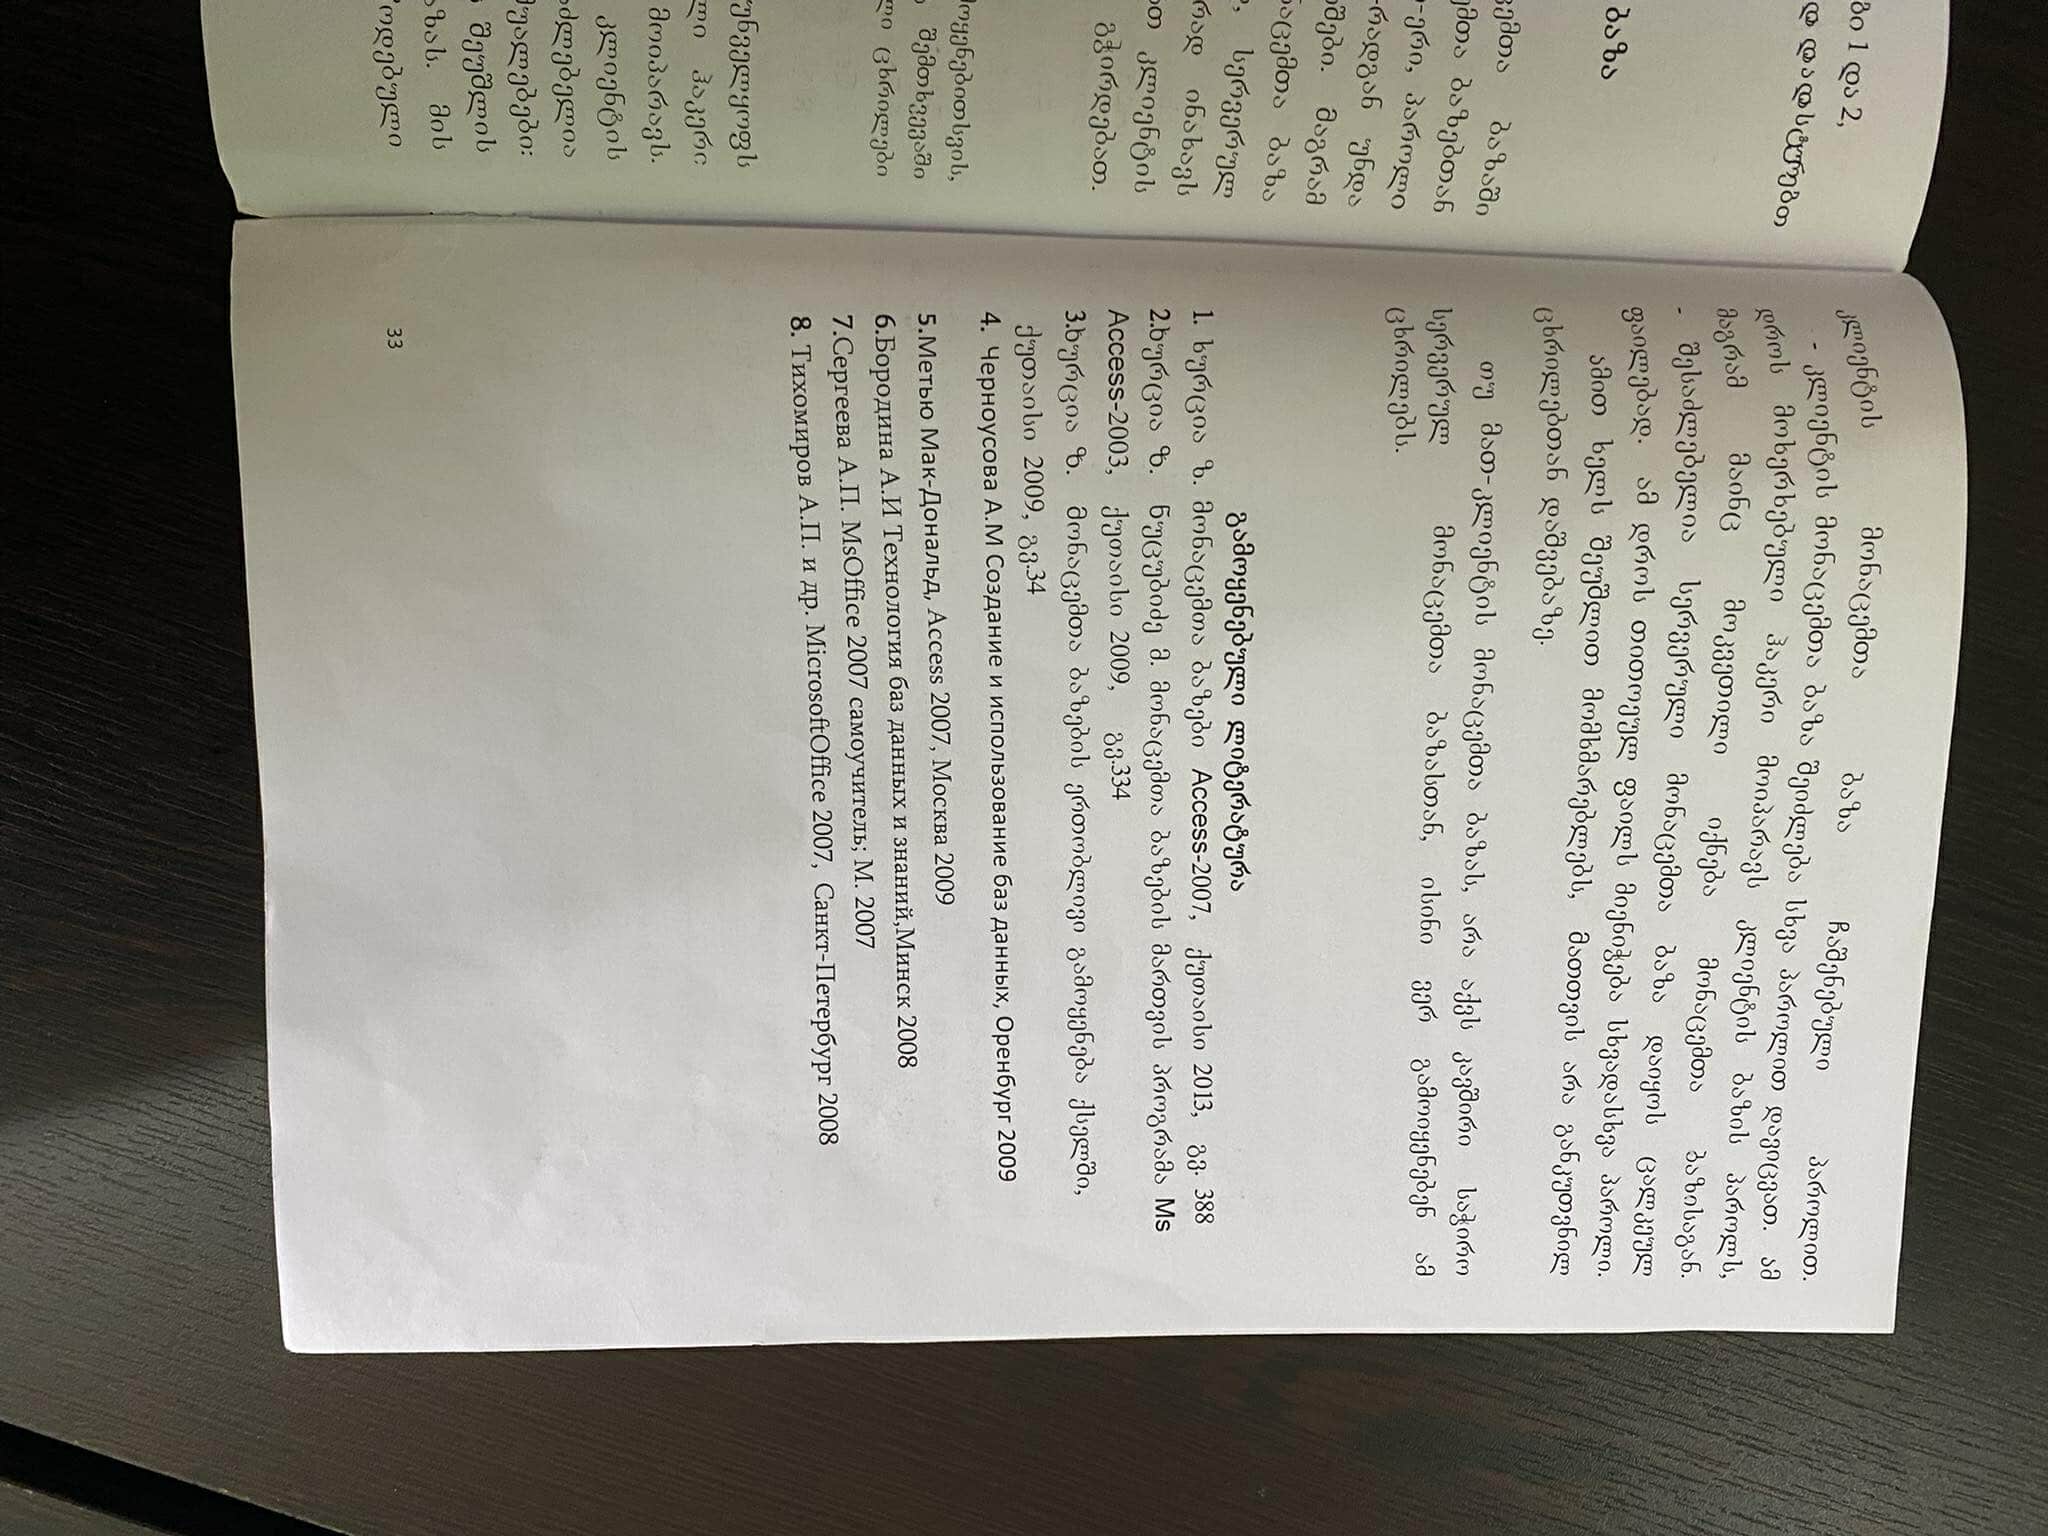 ბი 1 და 2,
დ დადასტურებთ
ბაზა
ემთა ბაზაში
ემთა ბაზებთან
-ერი, პაროლი
-რადგან უნდა
შები. მაგრამ
ნაცემთა ბაზა
სერვერულ
რად ინახავს
თ კლიენტის
გჭირდებათ.
მოყენებითსვის,
შემთხვევაში
ლი ცხრილები
უნველყოფს
ლი ჰაკერი
მოიპარავს.
კლიენტის
აძლებელია
შუალებები:
შეუშლის
აზას. მის
ოდებული
კლიენტის მონაცემთა ბაზა ჩაშენებული პაროლით.
- კლიენტის მონაცემთა ბაზა შეიძლება სხვა პაროლით დავიცვათ. ამ
დროს მოხერხებული ჰაკერი მოიპარავს კლიენტის ბაზის პაროლს,
მაგრამ მაინც მოკვეთილი იქნება მონაცემთა ბაზისაგან.
- შესაძლებელია სერვერული მონაცემთა ბაზა დაიყოს ცალკეულ
ფაილებად. ამ დროს თითოეულ ფაილს მიენიჭება სხვადასხვა პაროლი.
ამით ხელს შეუშლით მომხმარებლებს, მათთვის არა განკუთვნილ
ცხრილებთან დაშვებაზე.
თუ მათ-კლიენტის მონაცემთა ბაზას, არა აქვს კავშირი საჭირო
სერვერულ მონაცემთა ბაზასთან, ისინი ვერ გამოიყენებენ ამ
ცხრილებს.
გამოყენებული ლიტერატურა
1. ხურცია ზ. მონაცემთა ბაზები Access-2007, ქუთაისი 2013, გვ. 388
2.ხურცია ზ. ნუცუბიძე მ. მონაცემთა ბაზების მართვის პროგრამა Ms
Access-2003, ქუთაისი 2009, გვ.334
3.ხურცია ზ. მონაცემთა ბაზების ერთობლივი გამოყენება ქსელში,
ქუთაისი 2009, გვ.34
4. Черноусова А.М Создание и использование баз данных, Оренбург 2009
5.Метью Мак-Дональд, Access 2007, Москва 2009
6.Бородина А.И Технология баз данных и знаний,Минск 2008
7.Сергеева А.П. MsOffice 2007 самоучитель; М. 2007
8. Тихомиров А.П. и др. MicrosoftOffice 2007, Санкт-Петербург 2008
33